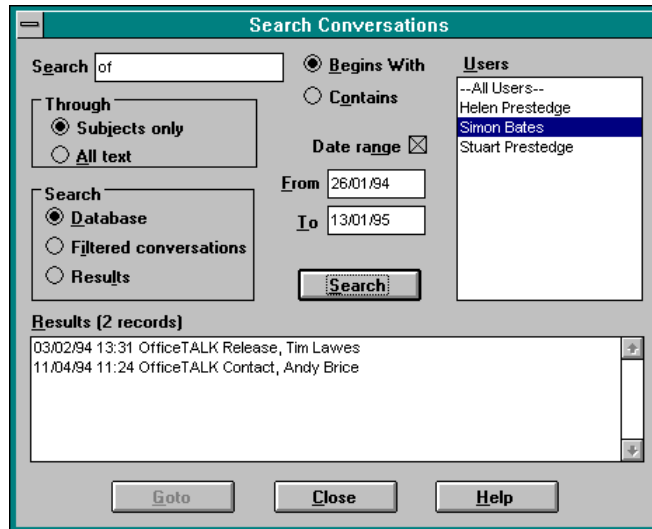 Search Conversations
Search of
Begins With
Contains
Users
--All Users--
Helen Prestedge
Simon Bates
Stuart Prestedge
Through
Subjects only
All text
Date range
From 26/01/94
To 13/01/95
Search
Database
Filtered conversations
Results
Search
Results (2 records)
03/02/94 13:31 OfficeTALK Release, Tim Lawes
11/04/94 11:24 OfficeTALK Contact, Andy Brice
Goto Close Help